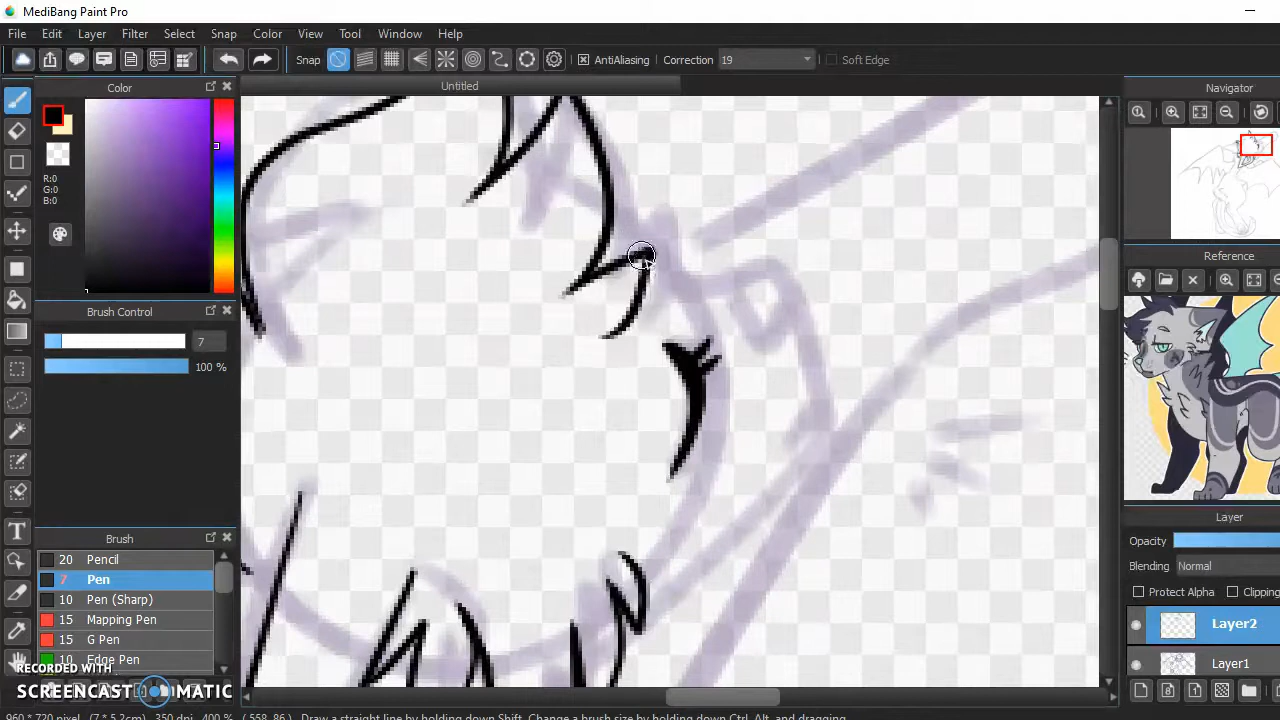 MediBang Paint Pro
File Edit Layer Filter Select Snap Color View Tool Window Help
Snap AntiAliasing Correction 19 Soft Edge
Untitled
Color
R:0
G:0
B:0
Brush Control
7
100 %
Brush
20 Pencil
7 Pen
10 Pen (Sharp)
15 Mapping Pen
15 G Pen
10 Edge Pen
Navigator
Reference
Layer
Opacity
Blending Normal
Protect Alpha Clipping
Layer2
Layer1
RECORDED WITH
SCREENCAST MATIC
960 * 720 pixel (7 * 5.2cm) 350 dpi 400 % ( 558, 86 ) Draw a straight line by holding down Shift, Change a brush size by holding down Ctrl, Alt, and dragging